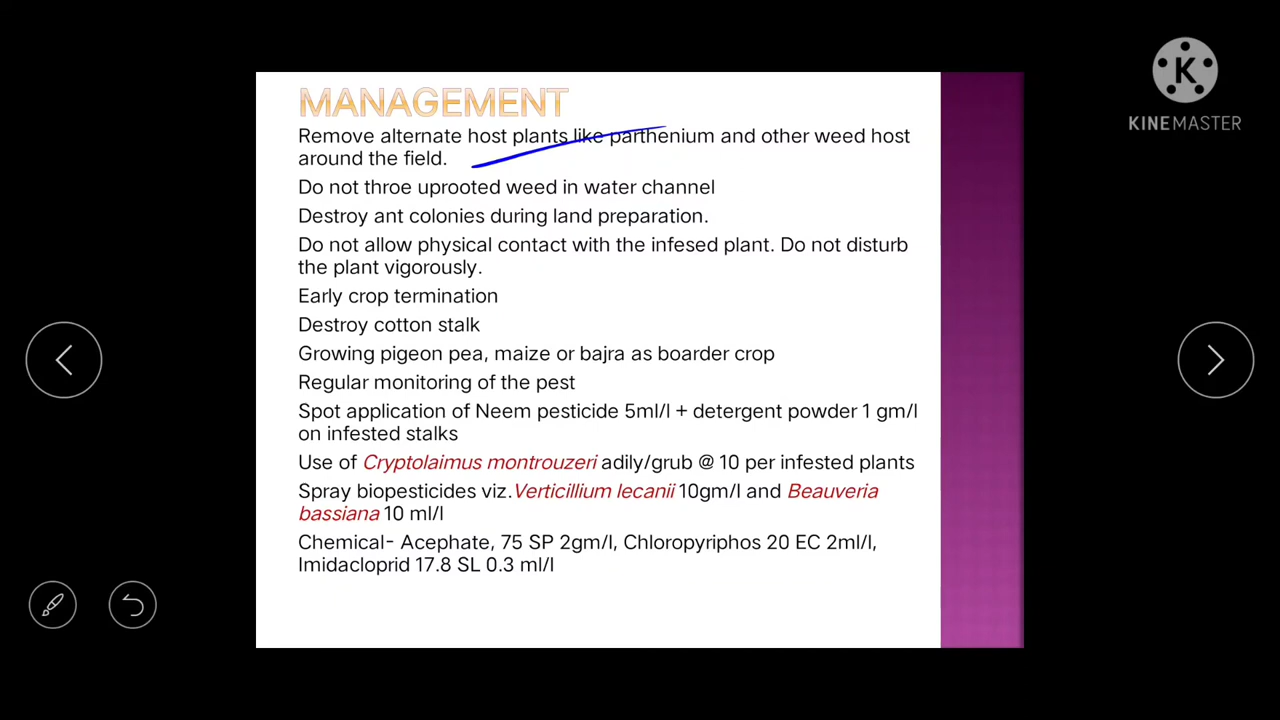 MANAGEMENT
Remove alternate host plants like parthenium and other weed host
around the field.
Do not throe uprooted weed in water channel
Destroy ant colonies during land preparation.
Do not allow physical contact with the infesed plant. Do not disturb
the plant vigorously.
Early crop termination
Destroy cotton stalk
Growing pigeon pea, maize or bajra as boarder crop
Regular monitoring of the pest
Spot application of Neem pesticide 5ml/l + detergent powder 1 gm/l
on infested stalks
Use of Cryptolaimus montrouzeri adily/grub @ 10 per infested plants
Spray biopesticides viz.Verticillium lecanii 10gm/l and Beauveria
bassiana 10 ml/l
Chemical- Acephate, 75 SP 2gm/l, Chloropyriphos 20 EC 2ml/l,
Imidacloprid 17.8 SL 0.3 ml/l
K
KINEMASTER